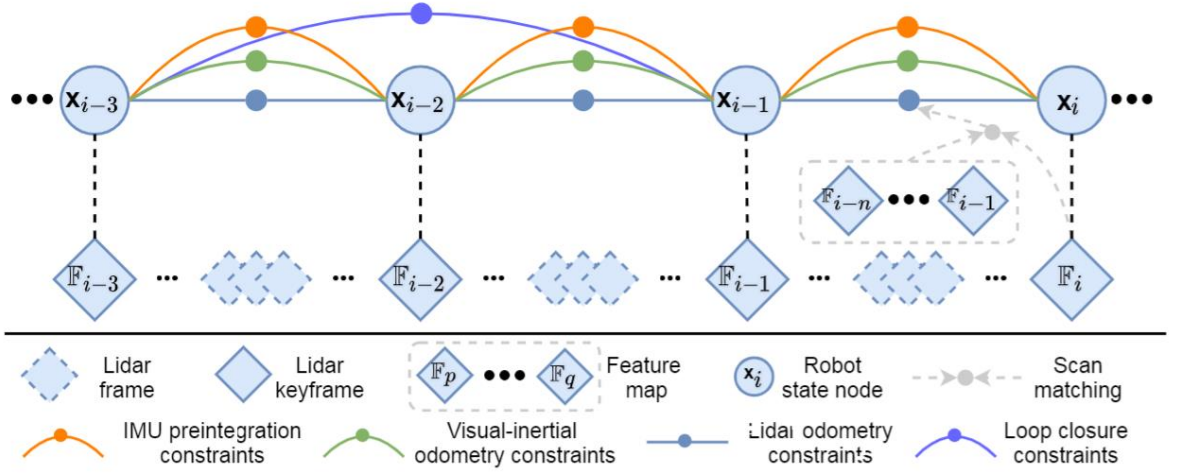 ••• x_{i−3} x_{i−2} x_{i−1} x_i •••
𝔽_{i−n} ••• 𝔽_{i−1}
𝔽_{i−3} ••• ••• 𝔽_{i−2} ••• ••• 𝔽_{i−1} ••• ••• 𝔽_i
Lidar
frame
Lidar
keyframe
𝔽_p ••• 𝔽_q
Feature
map
x_i
Robot
state node
Scan
matching
IMU preintegration
constraints
Visual-inertial
odometry constraints
Lidar odometry
constraints
Loop closure
constraints